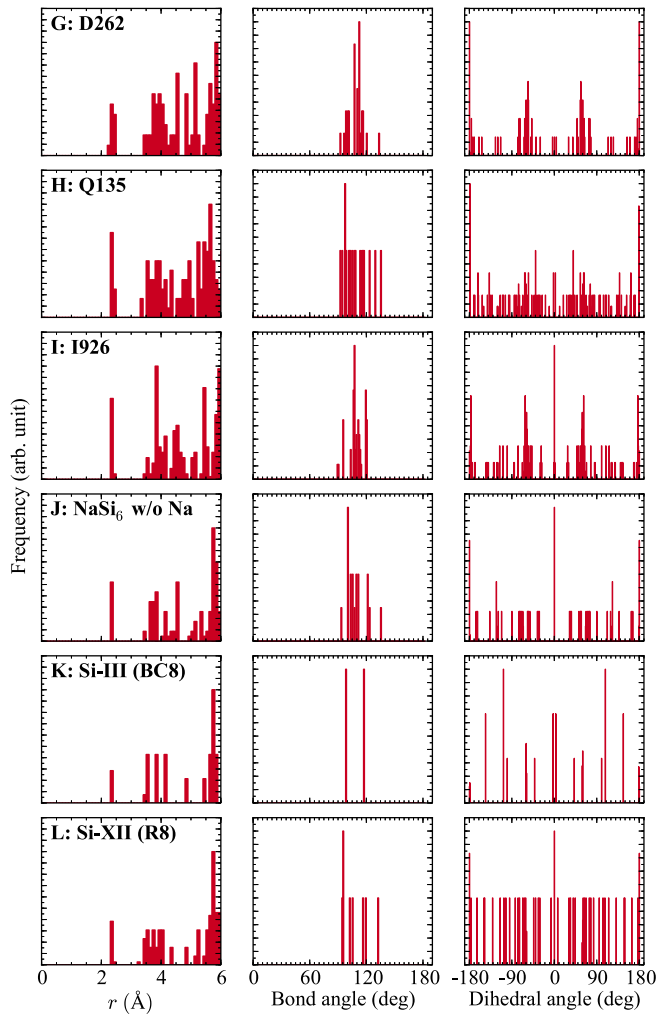 G: D262
H: Q135
I: I926
J: NaSi₆ w/o Na
K: Si-III (BC8)
L: Si-XII (R8)
Frequency (arb. unit)
0 2 4 6 0 60 120 180 -180 -90 0 90 180
r (Å) Bond angle (deg) Dihedral angle (deg)